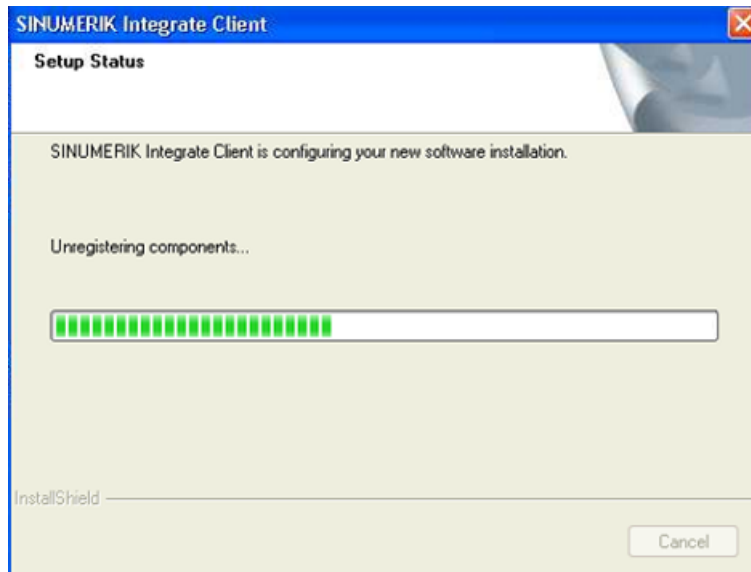 SINUMERIK Integrate Client
Setup Status
SINUMERIK Integrate Client is configuring your new software installation.
Unregistering components...
InstallShield
Cancel